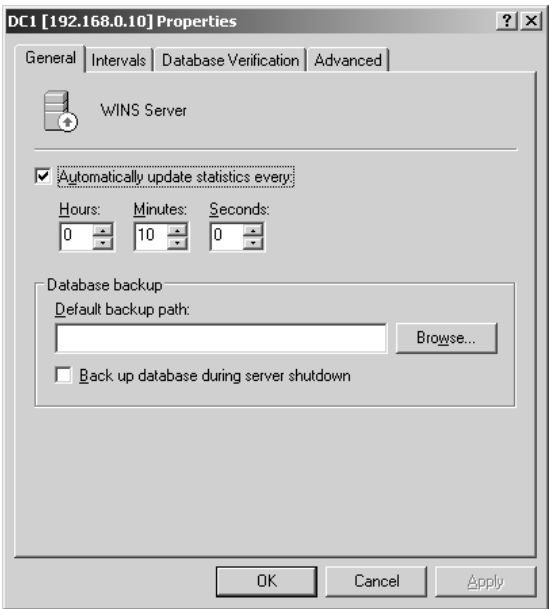 DC1 [192.168.0.10] Properties
General Intervals Database Verification Advanced
WINS Server
Automatically update statistics every:
Hours: Minutes: Seconds:
0 10 0
Database backup
Default backup path:
Browse...
Back up database during server shutdown
OK Cancel Apply